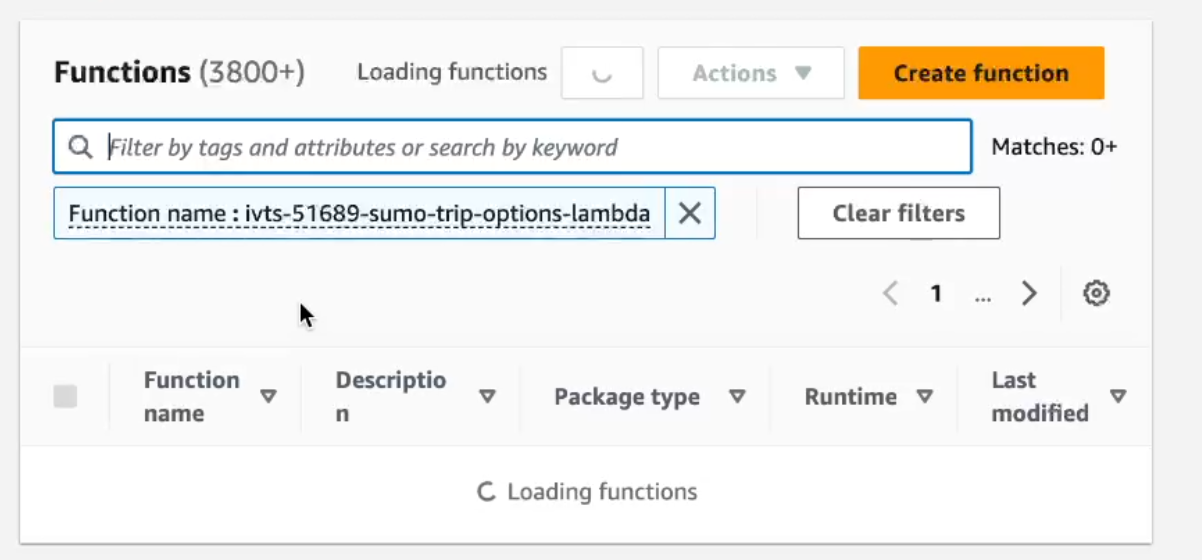 Functions (3800+) Loading functions Actions Create function
Filter by tags and attributes or search by keyword Matches: 0+
Function name : ivts-51689-sumo-trip-options-lambda Clear filters
1 ...
Function name Descriptio n Package type Runtime Last modified
Loading functions